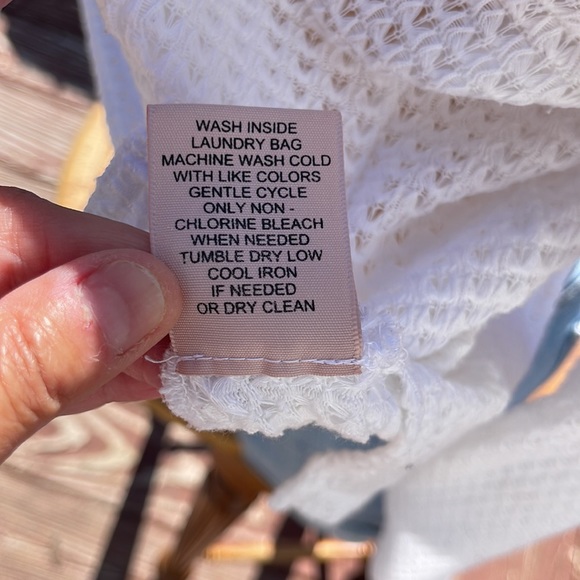 WASH INSIDE
LAUNDRY BAG
MACHINE WASH COLD
WITH LIKE COLORS
GENTLE CYCLE
ONLY NON -
CHLORINE BLEACH
WHEN NEEDED
TUMBLE DRY LOW
COOL IRON
IF NEEDED
OR DRY CLEAN